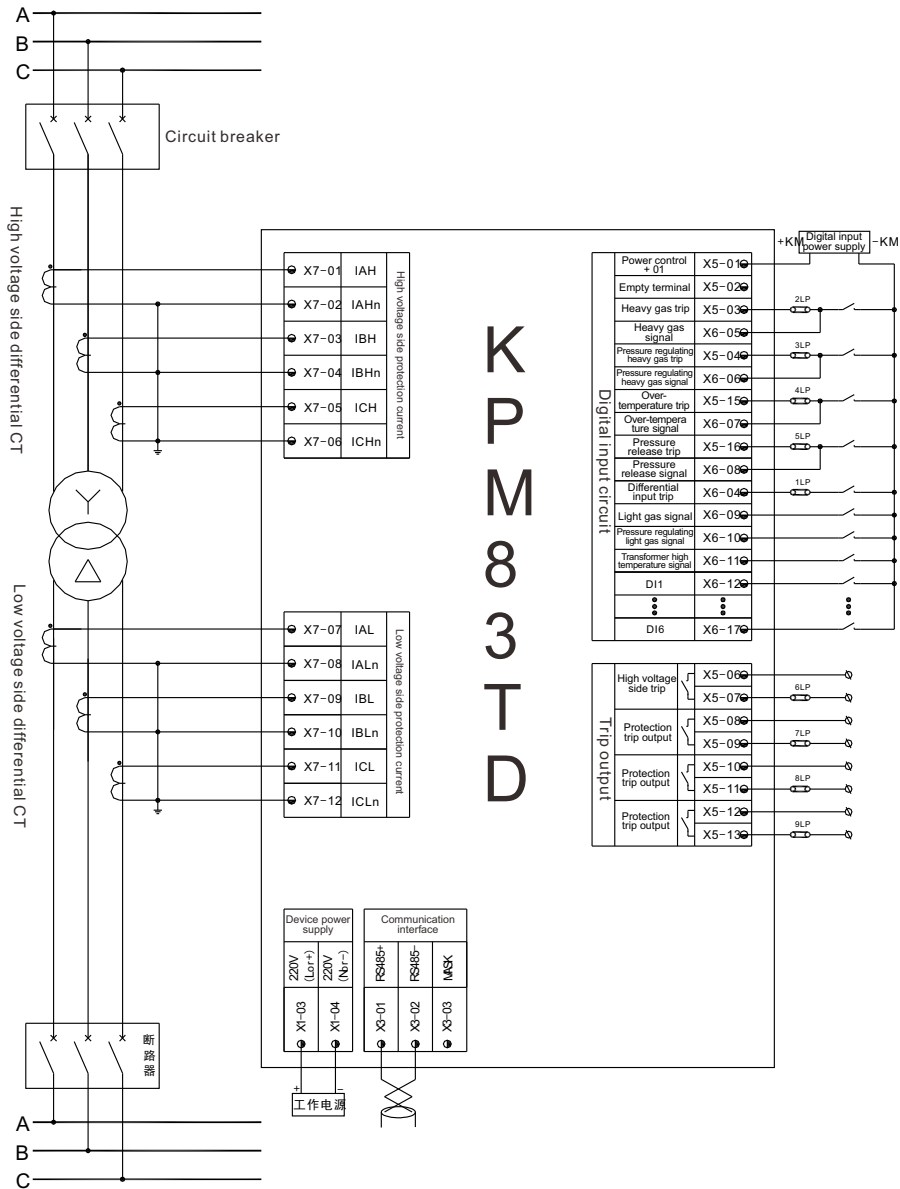 A
B
C
Circuit breaker
High voltage side differential CT
X7-01 IAH
X7-02 IAHn
X7-03 IBH
X7-04 IBHn
X7-05 ICH
X7-06 ICHn
High voltage side protection current
Low voltage side differential CT
X7-07 IAL
X7-08 IALn
X7-09 IBL
X7-10 IBLn
X7-11 ICL
X7-12 ICLn
Low voltage side protection current
K
P
M
8
3
T
D
Digital input circuit
+KM
Digital input
power supply
-KM
Power control
+ 01
X5-01
Empty terminal
X5-02
Heavy gas trip
X5-03
2LP
Heavy gas
signal
X6-05
Pressure regulating
heavy gas trip
X5-04
3LP
Pressure regulating
heavy gas signal
X6-06
Over-
temperature trip
X5-15
4LP
Over-tempera
ture signal
X6-07
Pressure
release trip
X5-16
5LP
Pressure
release signal
X6-08
Differential
input trip
X6-04
1LP
Light gas signal
X6-09
Pressure regulating
light gas signal
X6-10
Transformer high
temperature signal
X6-11
DI1
X6-12
DI6
X6-17
Trip output
High voltage
side trip
X5-06
X5-07
6LP
Protection
trip output
X5-08
X5-09
7LP
Protection
trip output
X5-10
X5-11
8LP
Protection
trip output
X5-12
X5-13
9LP
Device power
supply
220V
(Lor+)
220V
(Nor-)
X1-03
X1-04
Communication
interface
RS485+
RS485-
MASK
X3-01
X3-02
X3-03
+
-
工作电源
断
路
器
A
B
C